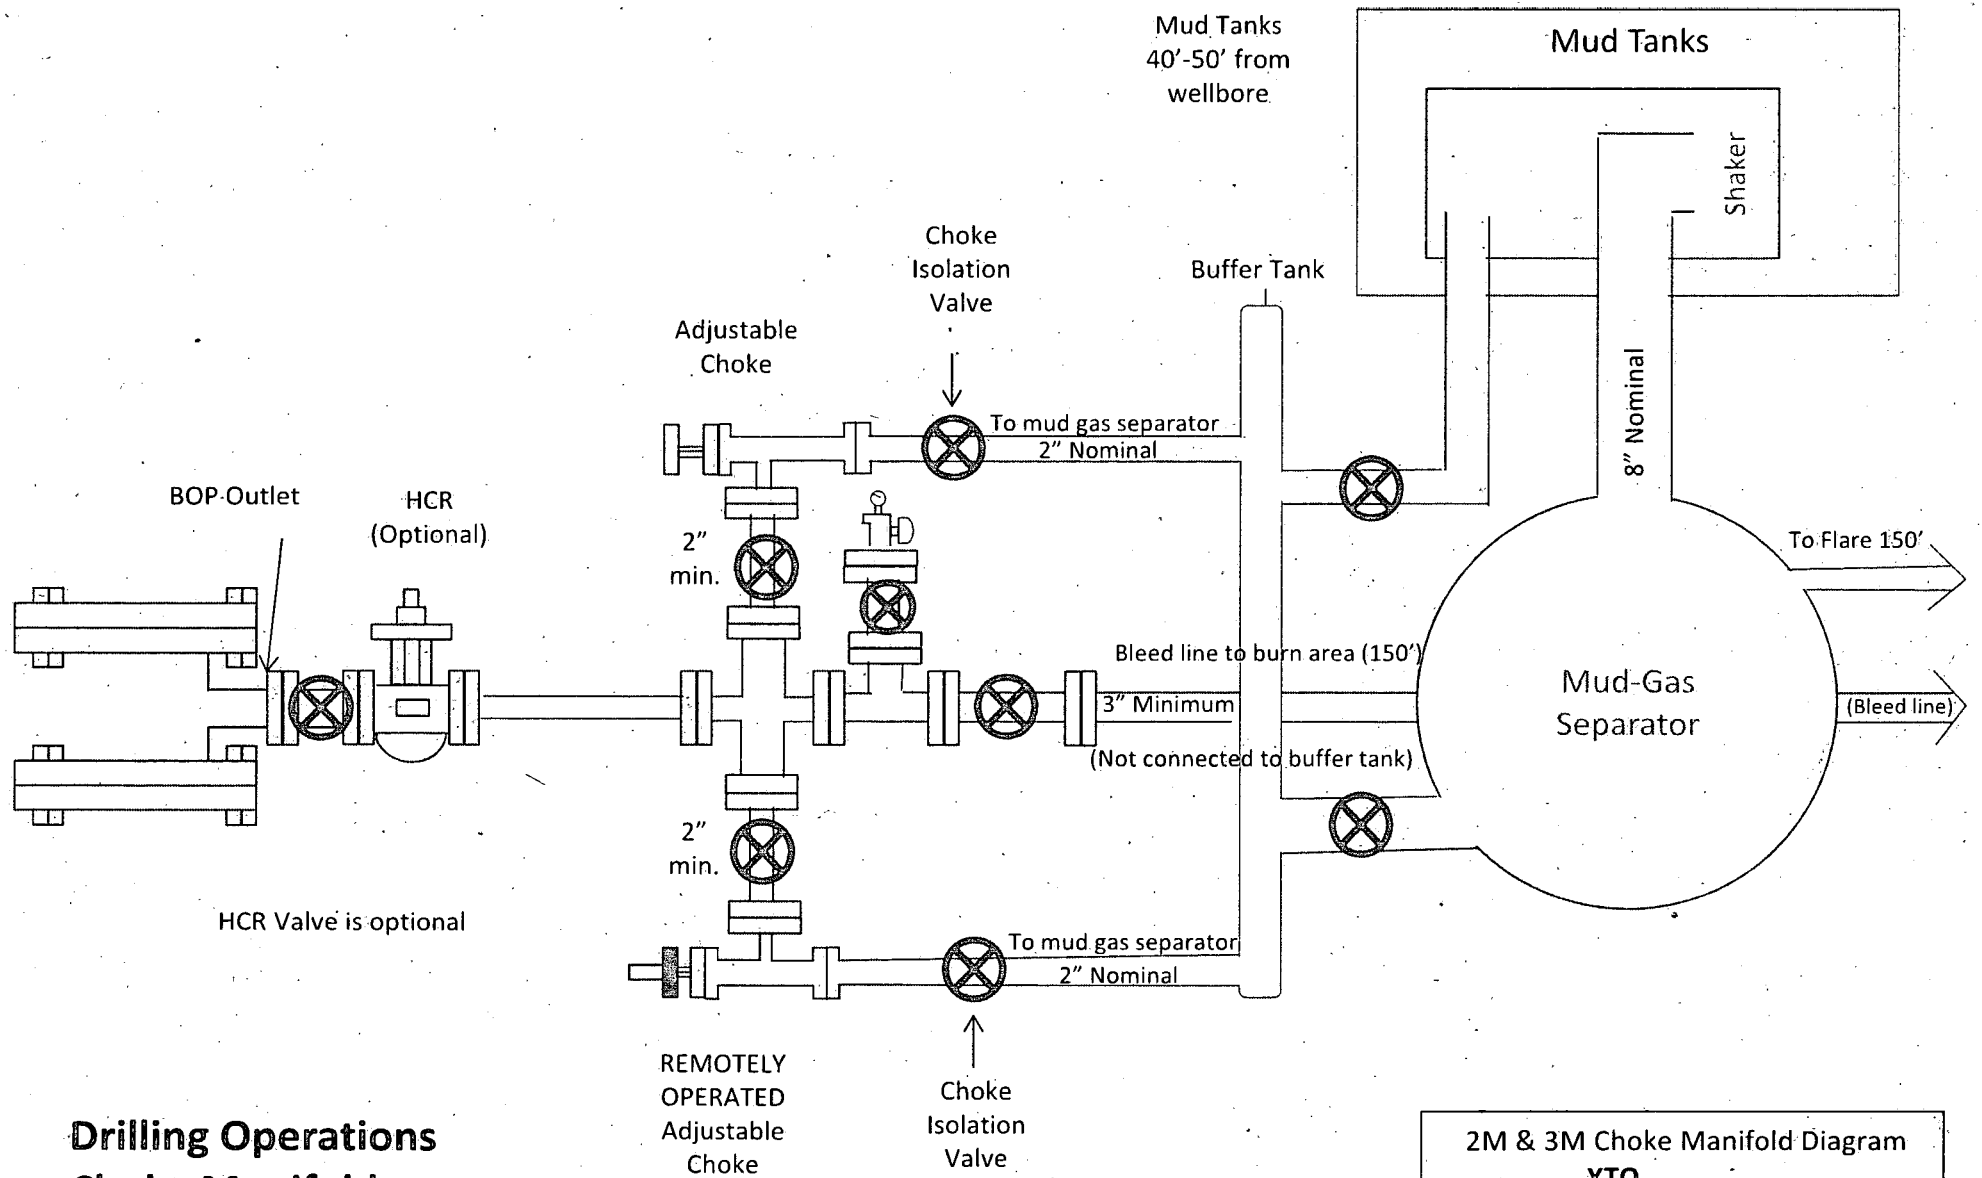 Mud Tanks
40’-50’ from
wellbore
Mud Tanks
Shaker
Choke
Isolation
Valve
Buffer Tank
Adjustable
Choke
To mud gas separator
2” Nominal
8” Nominal
BOP Outlet
HCR
(Optional)
2”
min.
To Flare 150’
Bleed line to burn area (150’)
3” Minimum
(Not connected to buffer tank)
Mud-Gas
Separator
(Bleed line)
2”
min.
HCR Valve is optional
To mud gas separator
2” Nominal
REMOTELY
OPERATED
Adjustable
Choke
Choke
Isolation
Valve
Drilling Operations
Choke Manifold
2M & 3M Choke Manifold Diagram
XTO